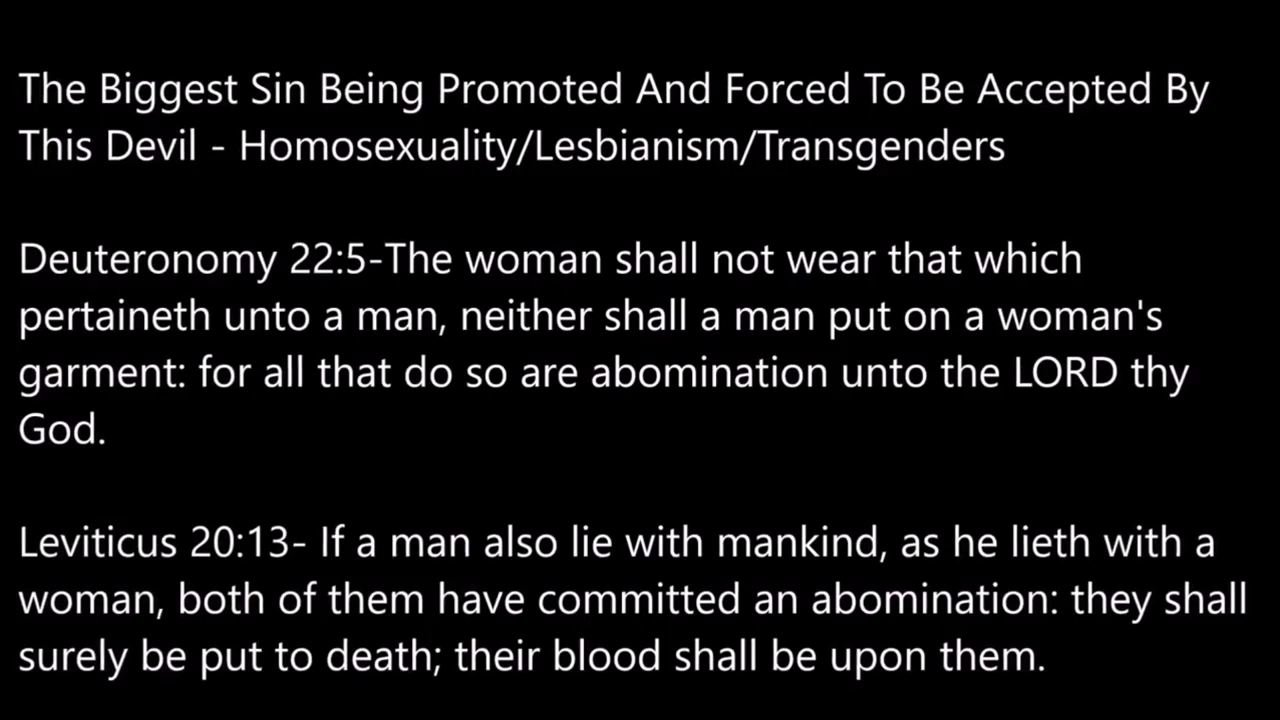 The Biggest Sin Being Promoted And Forced To Be Accepted By
This Devil - Homosexuality/Lesbianism/Transgenders
Deuteronomy 22:5-The woman shall not wear that which
pertaineth unto a man, neither shall a man put on a woman's
garment: for all that do so are abomination unto the LORD thy
God.
Leviticus 20:13- If a man also lie with mankind, as he lieth with a
woman, both of them have committed an abomination: they shall
surely be put to death; their blood shall be upon them.